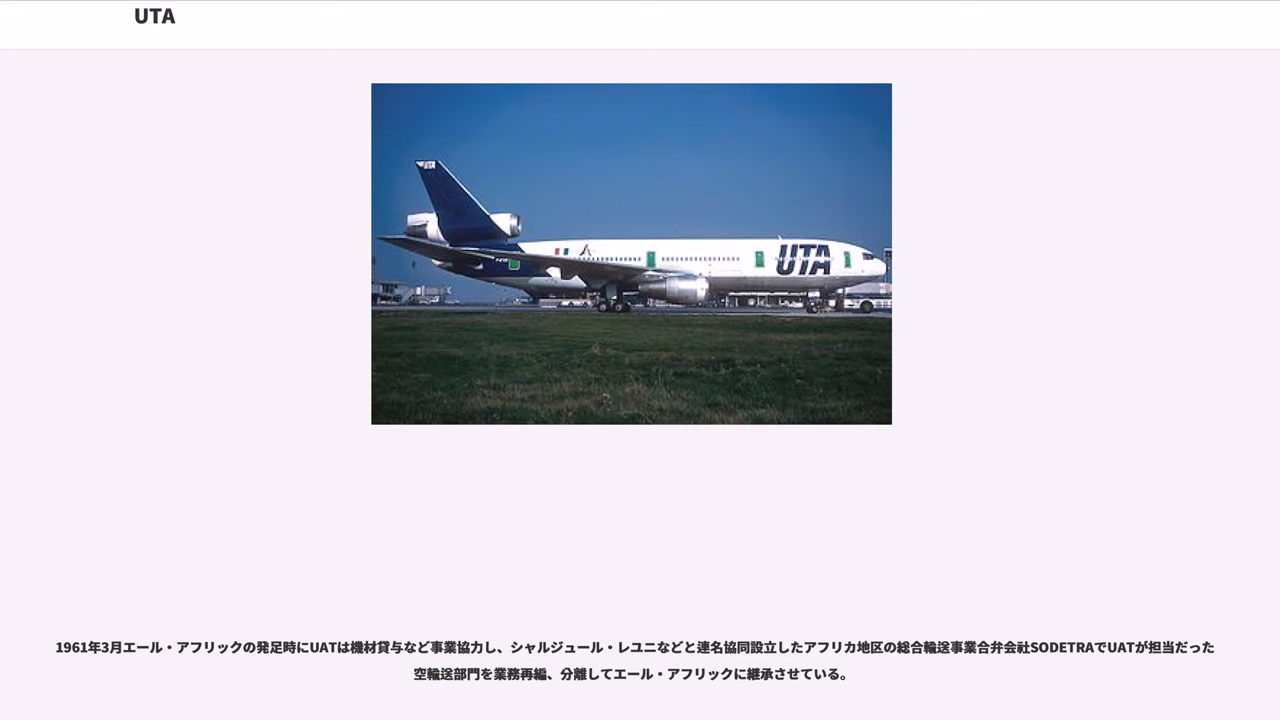 UTA
UTA
UTA
1961年3月エール・アフリックの発足時にUATは機材貸与など事業協力し、シャルジュール・レユニなどと連名協同設立したアフリカ地区の総合輸送事業合弁会社SODETRAでUATが担当だった
空輸送部門を業務再編、分離してエール・アフリックに継承させている。